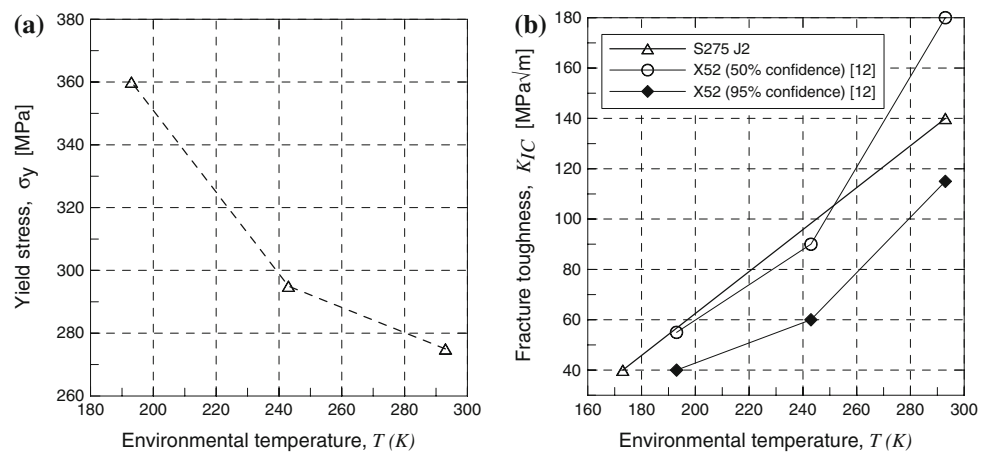 (a)
380
360
340
320
300
280
260
Yield stress, σy [MPa]
180 200 220 240 260 280 300
Environmental temperature, T (K)
(b)
180
160
140
120
100
80
60
40
Fracture toughness, KIC [MPa√m]
S275 J2
X52 (50% confidence) [12]
X52 (95% confidence) [12]
160 180 200 220 240 260 280 300
Environmental temperature, T (K)